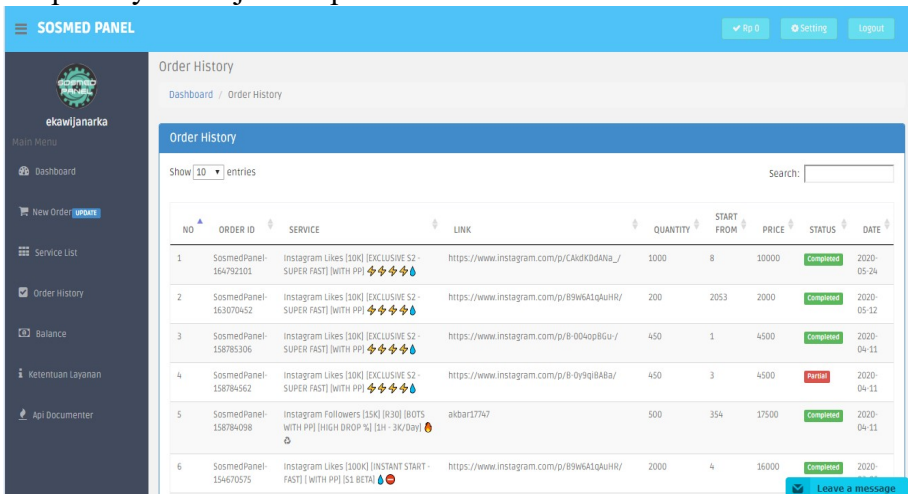 SOSMED PANEL
Rp 0
Setting
Logout
ekawijanarka
Main Menu
Dashboard
New Order UPDATE
Service List
Order History
Balance
Ketentuan Layanan
Api Documenter
Order History
Dashboard / Order History
Order History
Show 10 entries
Search:
NO ORDER ID SERVICE LINK QUANTITY START FROM PRICE STATUS DATE
1 SosmedPanel-164792101 Instagram Likes [10K] [EXCLUSIVE S2 - SUPER FAST] [WITH PP] ⚡⚡⚡⚡💧 https://www.instagram.com/p/CAkdKDdANa_/ 1000 8 10000 Completed 2020-05-24
2 SosmedPanel-163070452 Instagram Likes [10K] [EXCLUSIVE S2 - SUPER FAST] [WITH PP] ⚡⚡⚡⚡💧 https://www.instagram.com/p/B9W6A1qAuHR/ 200 2053 2000 Completed 2020-05-12
3 SosmedPanel-158785306 Instagram Likes [10K] [EXCLUSIVE S2 - SUPER FAST] [WITH PP] ⚡⚡⚡⚡💧 https://www.instagram.com/p/B-0O4opBGu-/ 450 1 4500 Completed 2020-04-11
4 SosmedPanel-158784562 Instagram Likes [10K] [EXCLUSIVE S2 - SUPER FAST] [WITH PP] ⚡⚡⚡⚡💧 https://www.instagram.com/p/B-0y9qiBABa/ 450 3 4500 Partial 2020-04-11
5 SosmedPanel-158784098 Instagram Followers [15K] [R30] [BOTS WITH PP] [HIGH DROP %] [1H - 3K/Day] 🔥♻ akbar17747 500 354 17500 Completed 2020-04-11
6 SosmedPanel-154670575 Instagram Likes [100K] [INSTANT START - FAST] [ WITH PP] [S1 BETA] 💧⛔ https://www.instagram.com/p/B9W6A1qAuHR/ 2000 4 16000 Completed 2020-
Leave a message